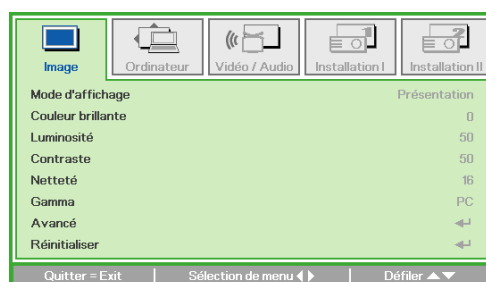 Image Ordinateur Vidéo / Audio Installation I Installation II
Mode d'affichage Présentation
Couleur brillante 0
Luminosité 50
Contraste 50
Netteté 16
Gamma PC
Avancé
Réinitialiser
Quitter = Exit Sélection de menu Défiler